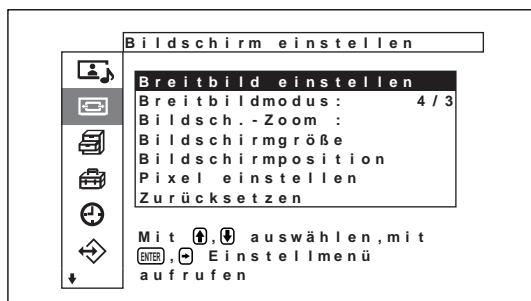 Bildschirm einstellen
Breitbild einstellen
Breitbildmodus: 4/3
Bildsch.-Zoom :
Bildschirmgröße
Bildschirmposition
Pixel einstellen
Zurücksetzen
Mit ↑,↓ auswählen,mit
ENTER,→ Einstellmenü
aufrufen